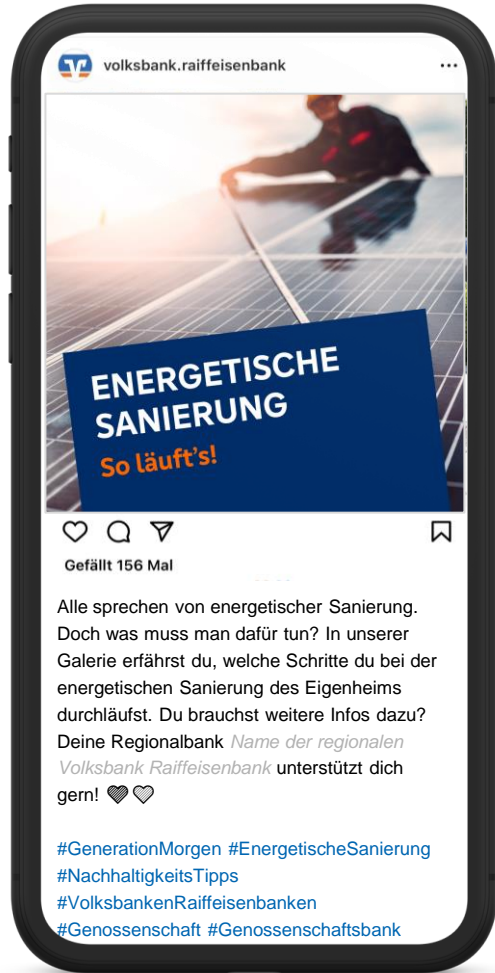 volksbank.raiffeisenbank
ENERGETISCHE
SANIERUNG
So läuft's!
Gefällt 156 Mal
Alle sprechen von energetischer Sanierung.
Doch was muss man dafür tun? In unserer
Galerie erfährst du, welche Schritte du bei der
energetischen Sanierung des Eigenheims
durchläufst. Du brauchst weitere Infos dazu?
Deine Regionalbank Name der regionalen
Volksbank Raiffeisenbank unterstützt dich
gern!
#GenerationMorgen #EnergetischeSanierung
#NachhaltigkeitsTipps
#VolksbankenRaiffeisenbanken
#Genossenschaft #Genossenschaftsbank